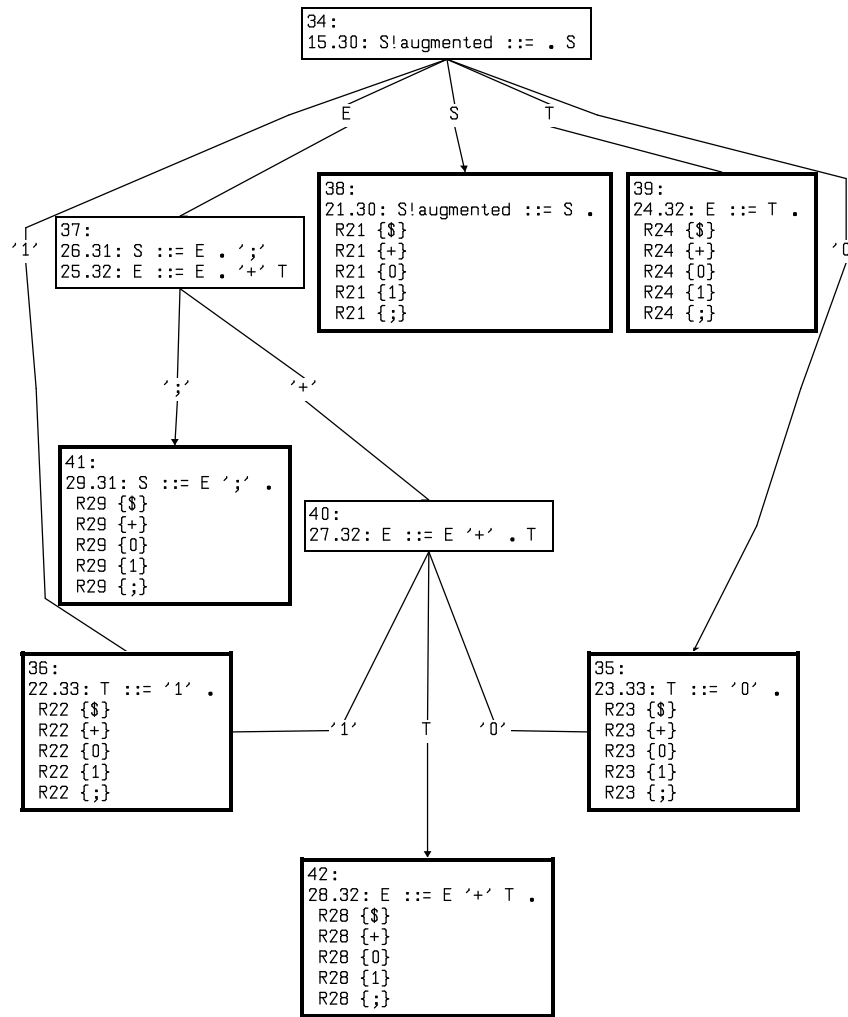 34:
15.30: S!augmented ::= . S
E
S
T
'1'
'0
37:
26.31: S ::= E . ';'
25.32: E ::= E . '+' T
38:
21.30: S!augmented ::= S .
R21 {$}
R21 {+}
R21 {0}
R21 {1}
R21 {;}
39:
24.32: E ::= T .
R24 {$}
R24 {+}
R24 {0}
R24 {1}
R24 {;}
';'
'+'
41:
29.31: S ::= E ';' .
R29 {$}
R29 {+}
R29 {0}
R29 {1}
R29 {;}
40:
27.32: E ::= E '+' . T
36:
22.33: T ::= '1' .
R22 {$}
R22 {+}
R22 {0}
R22 {1}
R22 {;}
'1'
T
'0'
35:
23.33: T ::= '0' .
R23 {$}
R23 {+}
R23 {0}
R23 {1}
R23 {;}
42:
28.32: E ::= E '+' T .
R28 {$}
R28 {+}
R28 {0}
R28 {1}
R28 {;}